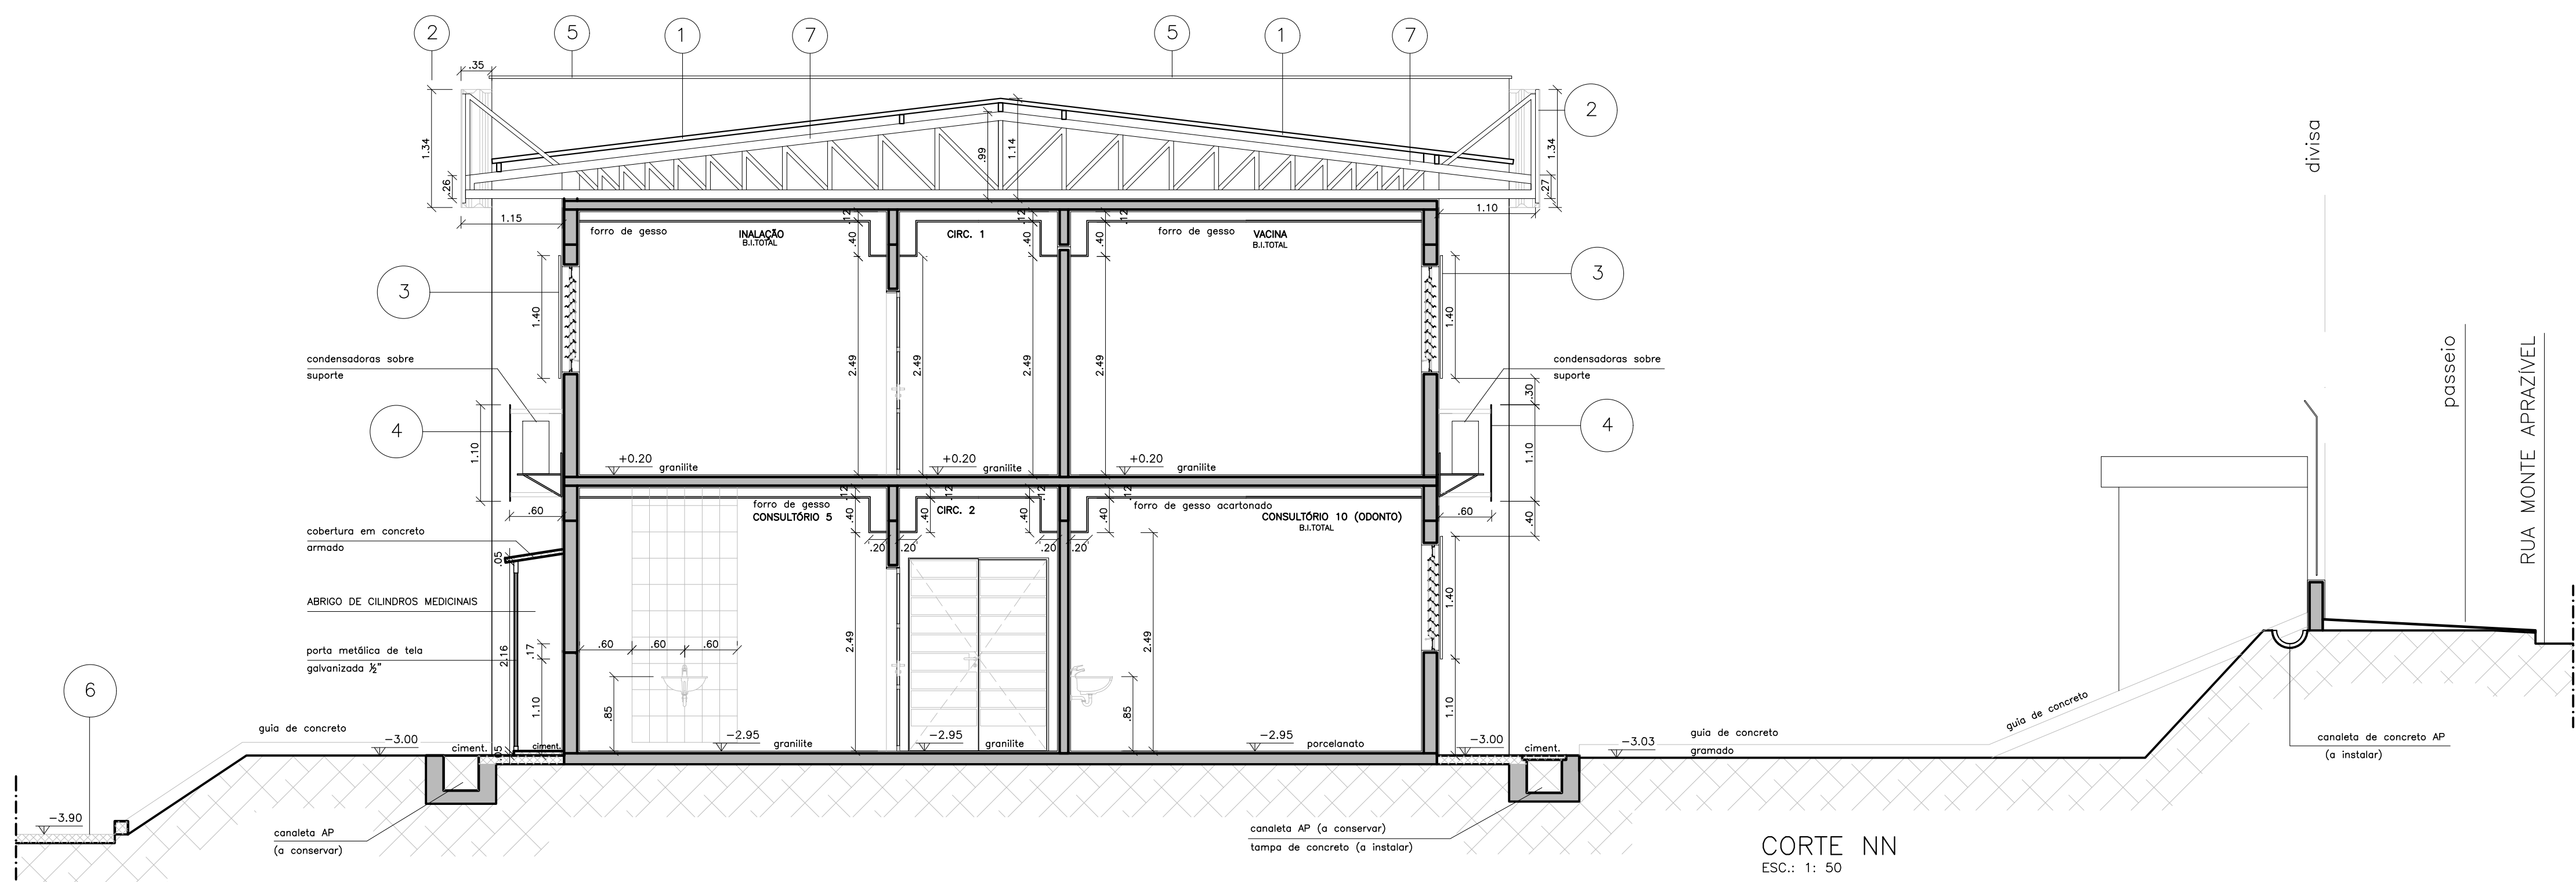 2
5
1
7
5
1
7
.35
2
1.34
.26
.99
1.14
1.34
.27
divisa
1.15
1.10
forro de gesso
INALAÇÃO
B.I.TOTAL
.12
.40
CIRC. 1
.12
.40
.12
.40
forro de gesso
VACINA
B.I.TOTAL
3
1.40
2.49
2.49
2.49
2.49
1.40
3
condensadoras sobre
suporte
condensadoras sobre
suporte
passeio
RUA MONTE APRAZÍVEL
4
1.10
.30
1.10
4
+0.20
granilite
+0.20
granilite
+0.20
granilite
.60
.60
.40
forro de gesso
CONSULTÓRIO 5
.12
.40
CIRC. 2
.40
.12
.40
.12
.40
forro de gesso acartonado
CONSULTÓRIO 10 (ODONTO)
B.I.TOTAL
.20
.20
.20
.20
cobertura em concreto
armado
.05
ABRIGO DE CILINDROS MEDICINAIS
porta metálica de tela
galvanizada ½"
2.16
.17
1.10
.60
.60
.60
2.49
2.49
1.40
1.10
.85
.85
6
guia de concreto
−3.00
ciment.
.05
ciment.
−2.95
granilite
−2.95
granilite
−2.95
porcelanato
−3.00
ciment.
−3.03
guia de concreto
gramado
guia de concreto
canaleta de concreto AP
(a instalar)
−3.90
canaleta AP
(a conservar)
canaleta AP (a conservar)
tampa de concreto (a instalar)
CORTE NN
ESC.: 1: 50